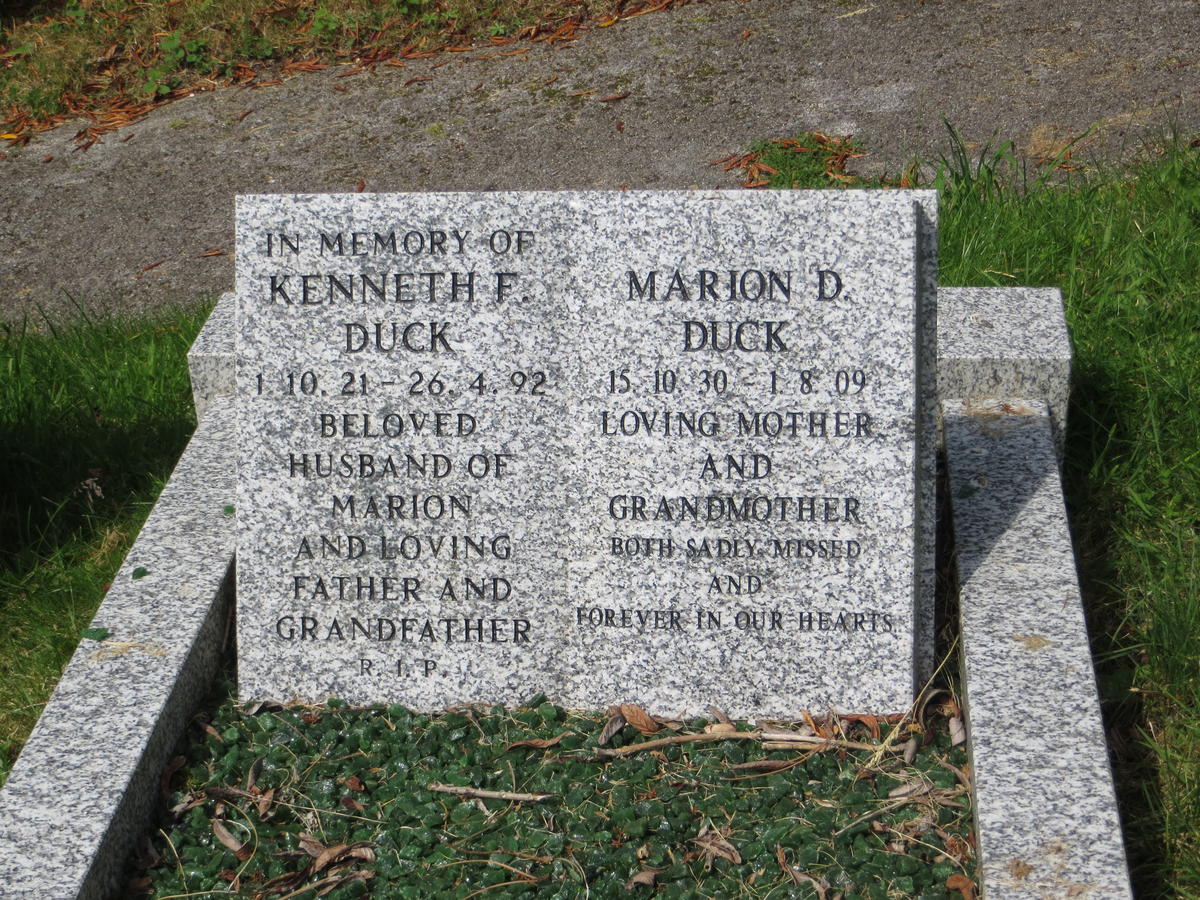 IN MEMORY OF
KENNETH F.
DUCK
1. 10. 21 – 26. 4. 92
BELOVED
HUSBAND OF
MARION
AND LOVING
FATHER AND
GRANDFATHER
R. I. P.
MARION D.
DUCK
15. 10. 30 – 1. 8. 09
LOVING MOTHER
AND
GRANDMOTHER
BOTH SADLY MISSED
AND
FOREVER IN OUR HEARTS